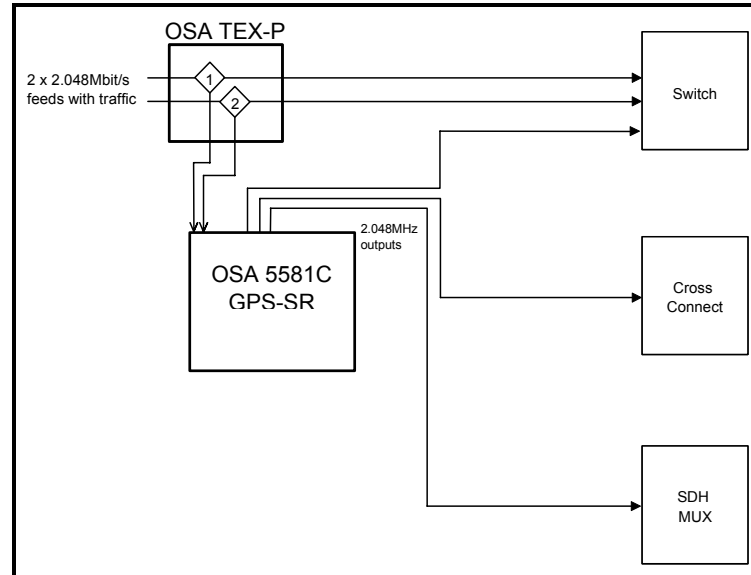 OSA TEX-P
2 x 2.048Mbit/s
feeds with traffic
1
2
Switch
2.048MHz
outputs
OSA 5581C
GPS-SR
Cross
Connect
SDH
MUX